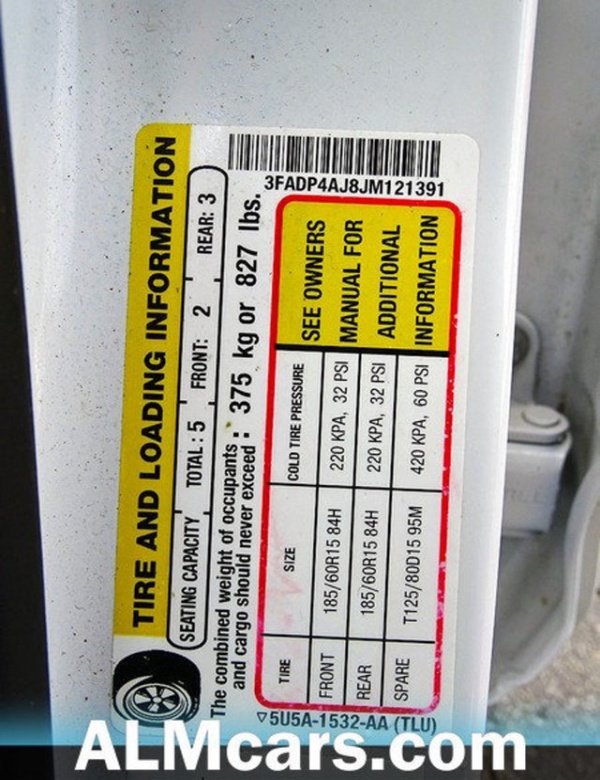 3FADP4AJ8JM121391
TIRE AND LOADING INFORMATION
SEATING CAPACITY TOTAL : 5 FRONT: 2 REAR: 3
The combined weight of occupants
and cargo should never exceed : 375 kg or 827 lbs.
TIRE SIZE COLD TIRE PRESSURE
FRONT 185/60R15 84H 220 KPA, 32 PSI
REAR 185/60R15 84H 220 KPA, 32 PSI
SPARE T125/80D15 95M 420 KPA, 60 PSI
SEE OWNERS
MANUAL FOR
ADDITIONAL
INFORMATION
▽5U5A-1532-AA (TLU)
ALMcars.com